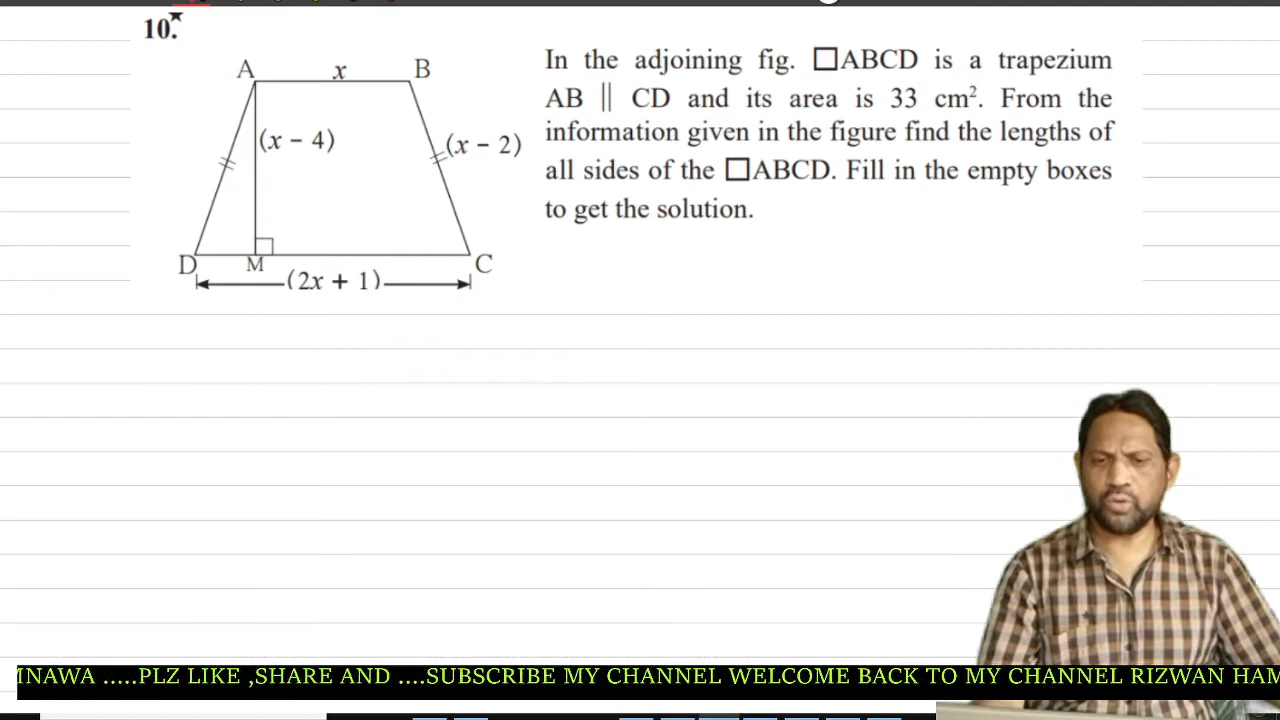 10.*
A x B
(x - 4)
(x - 2)
D M C
(2x + 1)
In the adjoining fig. □ABCD is a trapezium
AB || CD and its area is 33 cm². From the
information given in the figure find the lengths of
all sides of the □ABCD. Fill in the empty boxes
to get the solution.
MNAWA .....PLZ LIKE ,SHARE AND ....SUBSCRIBE MY CHANNEL WELCOME BACK TO MY CHANNEL RIZWAN HAM